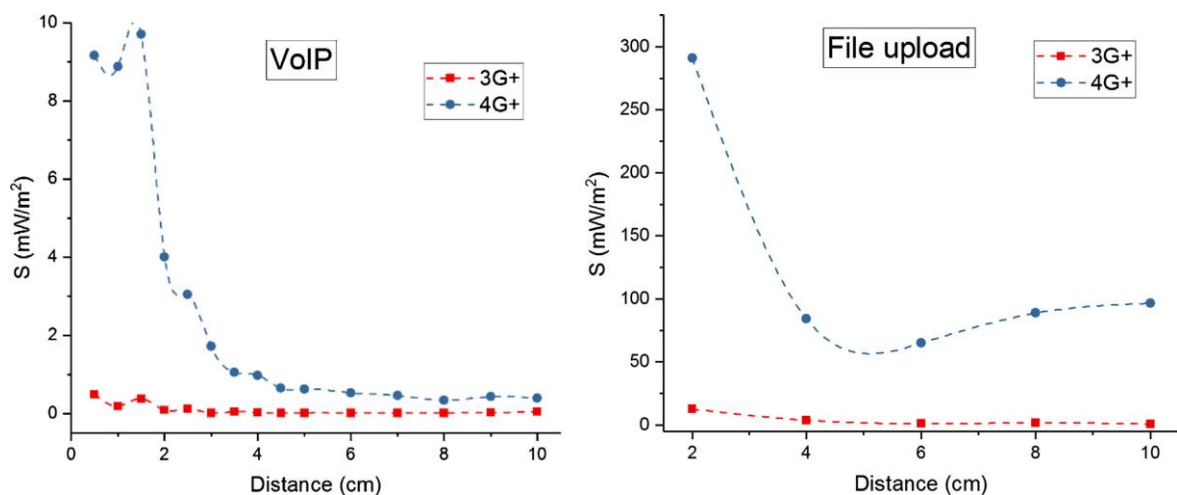 VoIP
3G+
4G+
10
8
6
4
2
0
S (mW/m²)
0 2 4 6 8 10
Distance (cm)
File upload
3G+
4G+
300
250
200
150
100
50
0
S (mW/m²)
2 4 6 8 10
Distance (cm)